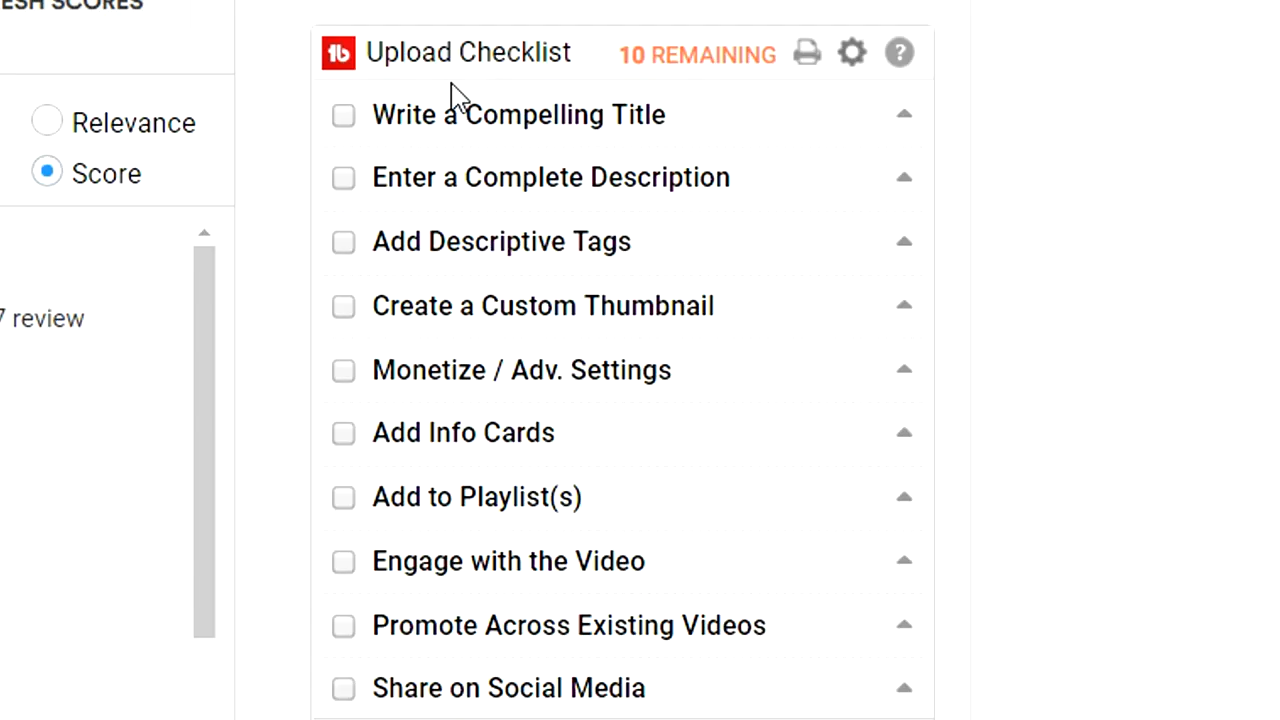 ESH SCORES
Relevance
Score
7 review
tb Upload Checklist 10 REMAINING ?
Write a Compelling Title
Enter a Complete Description
Add Descriptive Tags
Create a Custom Thumbnail
Monetize / Adv. Settings
Add Info Cards
Add to Playlist(s)
Engage with the Video
Promote Across Existing Videos
Share on Social Media